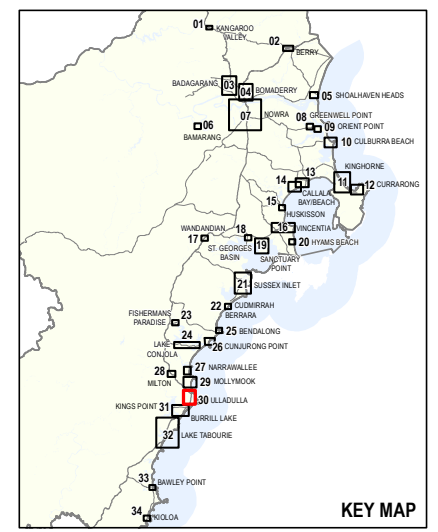 01
KANGAROO
VALLEY
02
BERRY
BADAGARANG
03
04
BOMADERRY
05
SHOALHAVEN HEADS
07
NOWRA
06
BAMARANG
08
GREENWELL POINT
09
ORIENT POINT
10
CULBURRA BEACH
KINGHORNE
11
12
CURRARONG
13
14
CALLALA
BAY/BEACH
15
HUSKISSON
16
VINCENTIA
WANDANDIAN
17
18
ST. GEORGES
BASIN
19
SANCTUARY
POINT
20
HYAMS BEACH
21
SUSSEX INLET
22
CUDMIRRAH
BERRARA
FISHERMANS
PARADISE
23
24
LAKE
CONJOLA
25
BENDALONG
26
CUNJURONG POINT
27
NARRAWALLEE
28
MILTON
29
MOLLYMOOK
30
ULLADULLA
KINGS POINT
31
BURRILL LAKE
32
LAKE TABOURIE
33
BAWLEY POINT
34
KIOLOA
KEY MAP